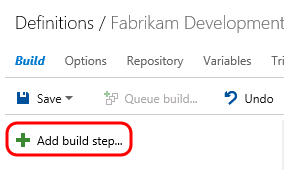 Definitions / Fabrikam Development
Build Options Repository Variables Tri
Save Queue build... Undo
Add build step...